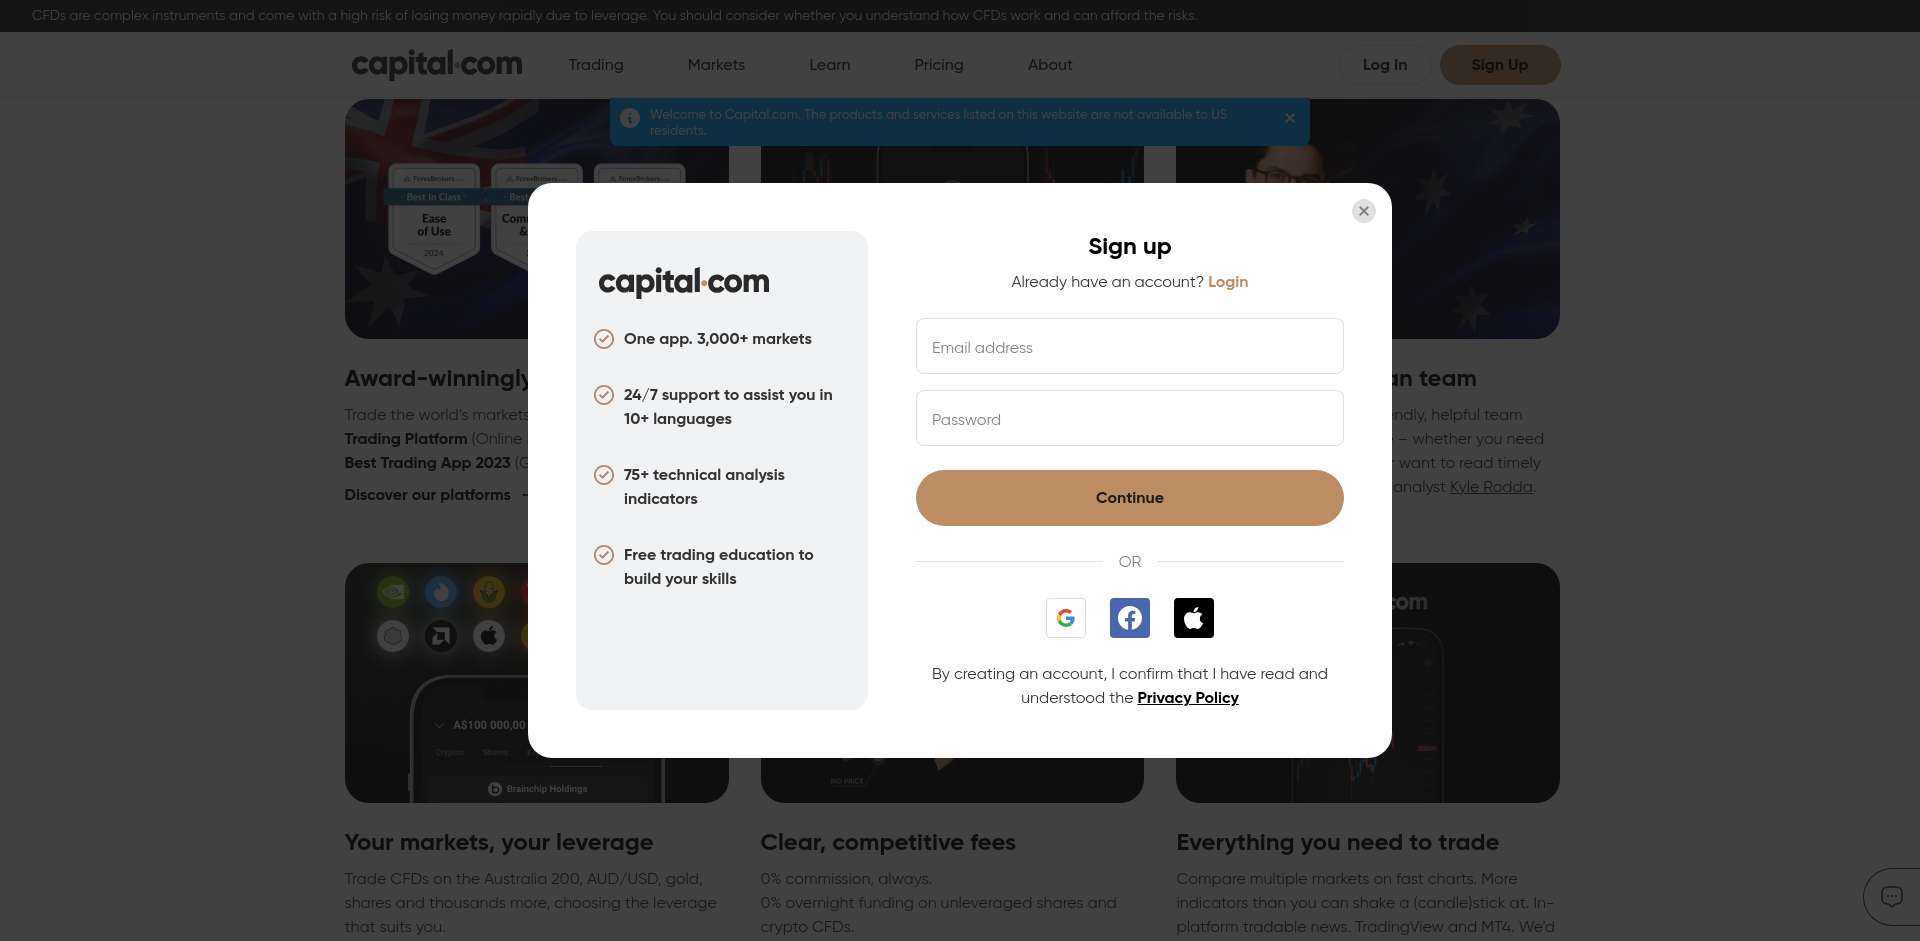 CFDs are complex instruments and come with a high risk of losing money rapidly due to leverage. You should consider whether you understand how CFDs work and can afford the risks.
capital.com
Trading
Markets
Learn
Pricing
About
Log In
Sign Up
Welcome to Capital.com. The products and services listed on this website are not available to US
residents.
ForexBrokers.com
ForexBrokers.com
ForexBrokers.com
Best In Class
Best
Ease
of Use
2024
Sign up
Already have an account? Login
Email address
Password
Continue
OR
By creating an account, I confirm that I have read and
understood the Privacy Policy
capital.com
One app. 3,000+ markets
24/7 support to assist you in
10+ languages
75+ technical analysis
indicators
Free trading education to
build your skills
Award-winningly
Trade the world's markets
Trading Platform (Online
Best Trading App 2023 (G
Discover our platforms
an team
endly, helpful team
– whether you need
want to read timely
analyst Kyle Rodda.
A$100 000,00
Cryptos
Shares
Brainchip Holdings
BID PRICE
com
Your markets, your leverage
Trade CFDs on the Australia 200, AUD/USD, gold,
shares and thousands more, choosing the leverage
that suits you.
Clear, competitive fees
0% commission, always.
0% overnight funding on unleveraged shares and
crypto CFDs.
Everything you need to trade
Compare multiple markets on fast charts. More
indicators than you can shake a (candle)stick at. In-
platform tradable news. TradingView and MT4. We'd